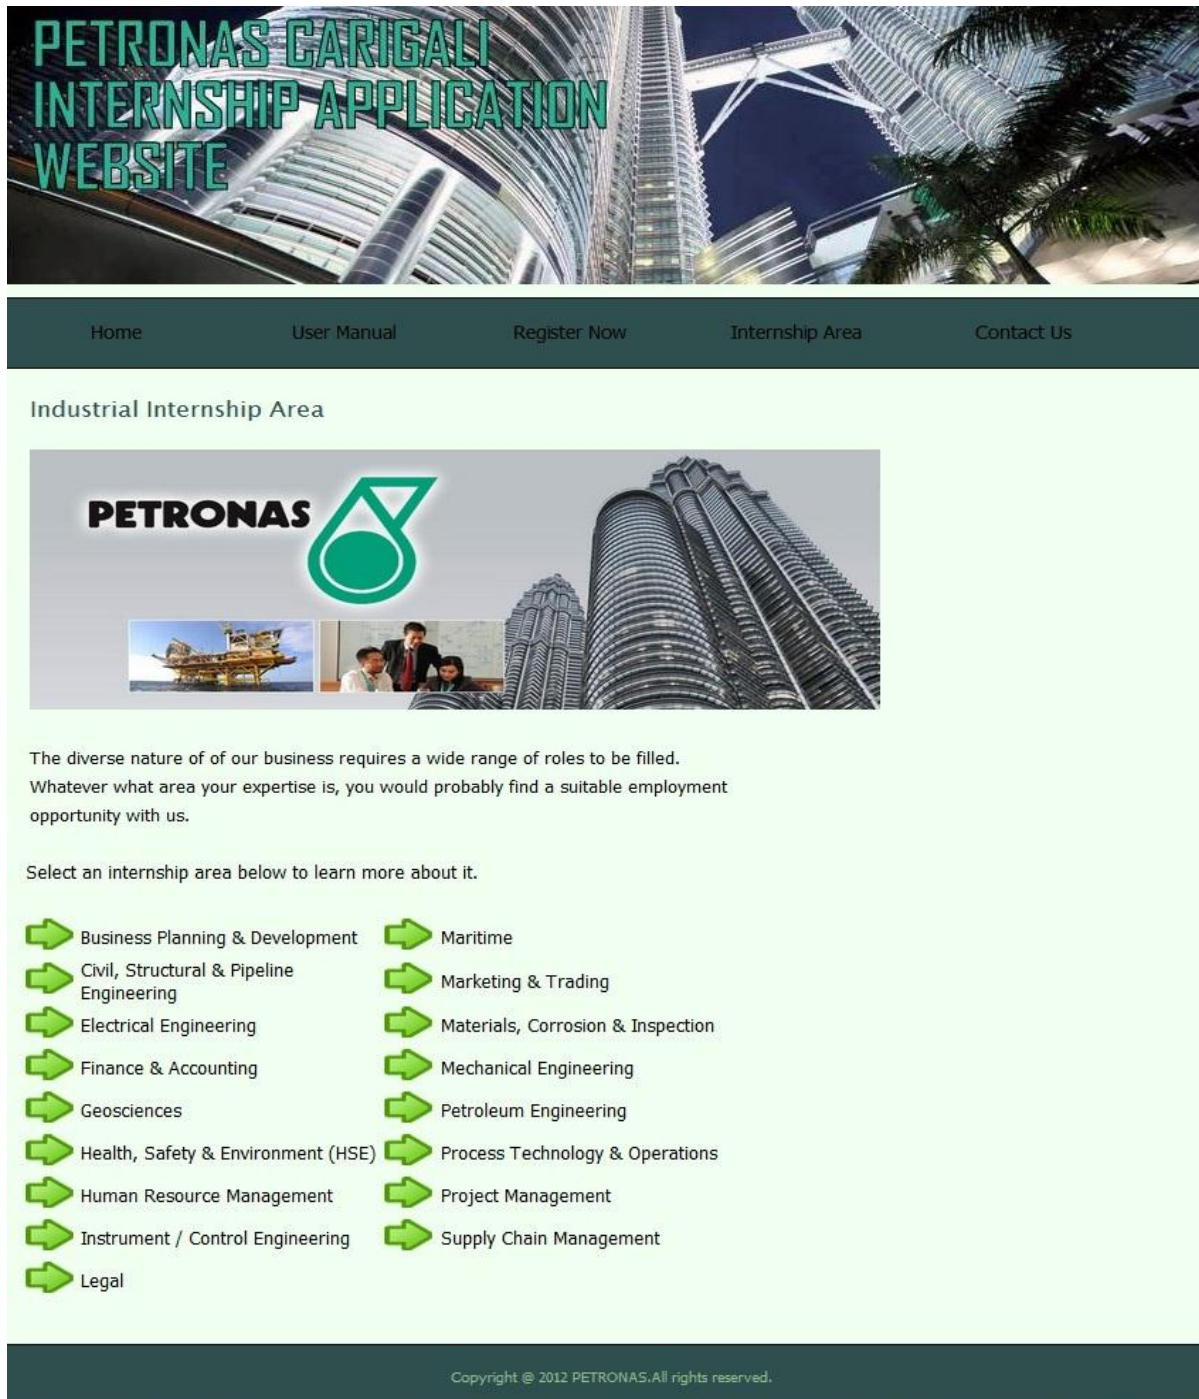 PETRONAS CARIGALI
INTERNSHIP APPLICATION
WEBSITE
Home User Manual Register Now Internship Area Contact Us
Industrial Internship Area
PETRONAS
The diverse nature of of our business requires a wide range of roles to be filled.
Whatever what area your expertise is, you would probably find a suitable employment
opportunity with us.
Select an internship area below to learn more about it.
Business Planning & Development
Civil, Structural & Pipeline
Engineering
Electrical Engineering
Finance & Accounting
Geosciences
Health, Safety & Environment (HSE)
Human Resource Management
Instrument / Control Engineering
Legal
Maritime
Marketing & Trading
Materials, Corrosion & Inspection
Mechanical Engineering
Petroleum Engineering
Process Technology & Operations
Project Management
Supply Chain Management
Copyright @ 2012 PETRONAS.All rights reserved.